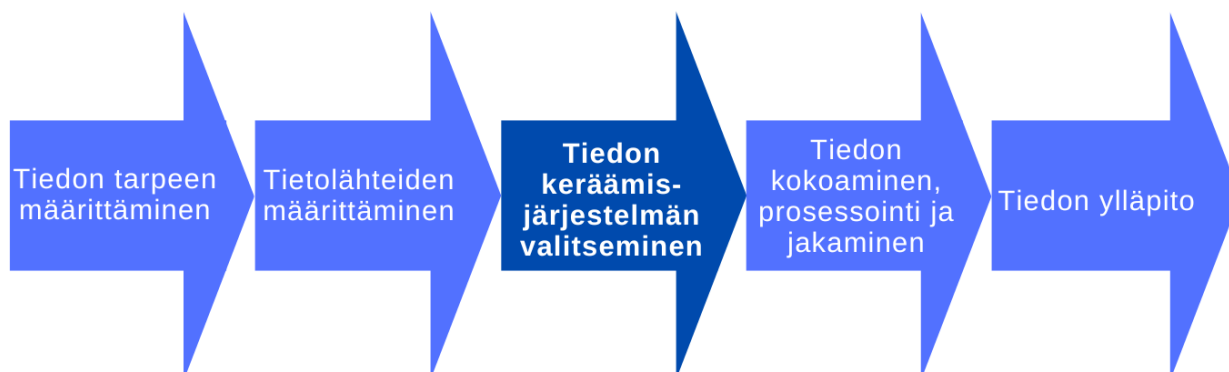 Tiedon tarpeen
määrittäminen
Tietolähteiden
määrittäminen
Tiedon
keräämis-
järjestelmän
valitseminen
Tiedon
kokoaminen,
prosessointi ja
jakaminen
Tiedon ylläpito